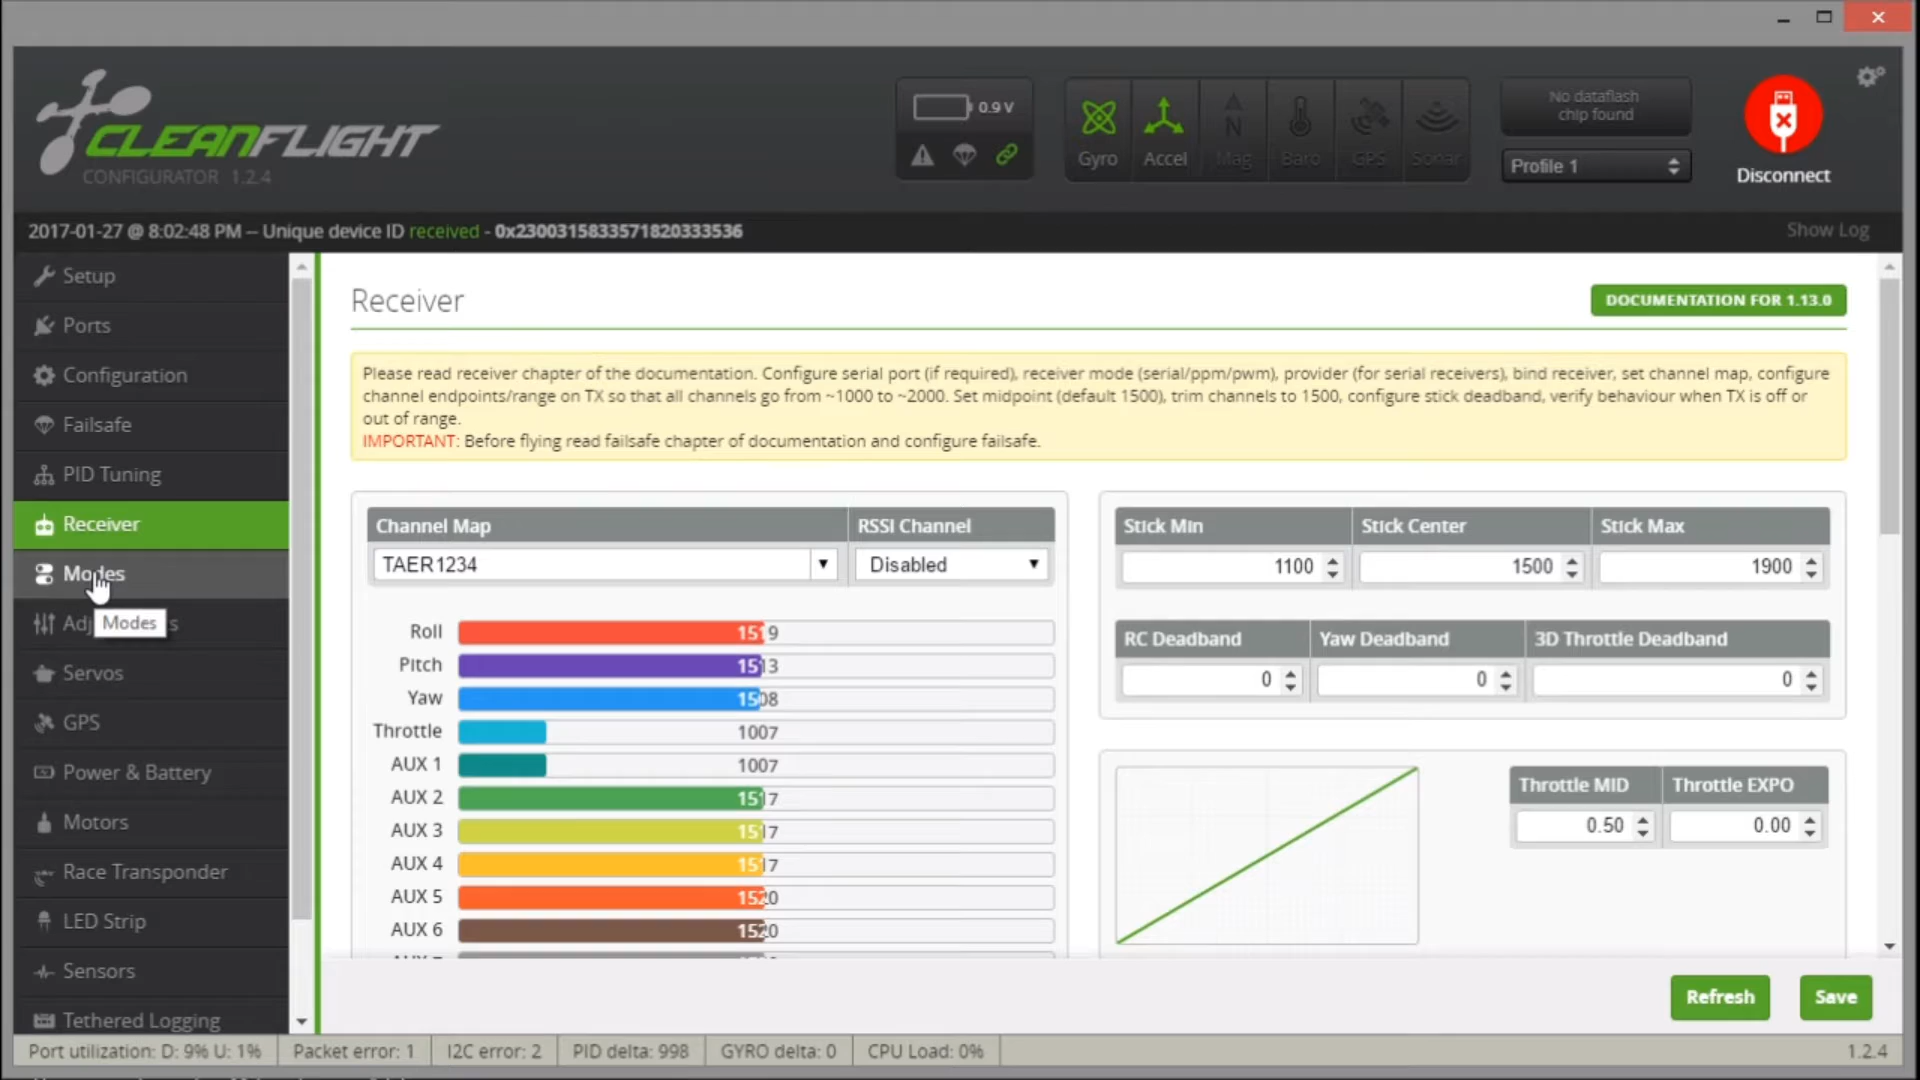 CLEANFLIGHT
CONFIGURATOR 1.2.4
0.9 V
Gyro
Accel
Mag
Baro
GPS
Sonar
No dataflash
chip found
Profile 1
Disconnect
2017-01-27 @ 8:02:48 PM -- Unique device ID received - 0x2300315833571820333536
Show Log
Setup
Ports
Configuration
Failsafe
PID Tuning
Receiver
Modes
Modes
Servos
GPS
Power & Battery
Motors
Race Transponder
LED Strip
Sensors
Tethered Logging
Receiver
DOCUMENTATION FOR 1.13.0
Please read receiver chapter of the documentation. Configure serial port (if required), receiver mode (serial/ppm/pwm), provider (for serial receivers), bind receiver, set channel map, configure
channel endpoints/range on TX so that all channels go from ~1000 to ~2000. Set midpoint (default 1500), trim channels to 1500, configure stick deadband, verify behaviour when TX is off or
out of range.
IMPORTANT: Before flying read failsafe chapter of documentation and configure failsafe.
Channel Map
RSSI Channel
TAER1234
Disabled
Roll 1519
Pitch 1513
Yaw 1508
Throttle 1007
AUX 1 1007
AUX 2 1517
AUX 3 1517
AUX 4 1517
AUX 5 1520
AUX 6 1520
Stick Min
Stick Center
Stick Max
1100
1500
1900
RC Deadband
Yaw Deadband
3D Throttle Deadband
0
0
0
Throttle MID
Throttle EXPO
0.50
0.00
Refresh
Save
Port utilization: D: 9% U: 1%
Packet error: 1
I2C error: 2
PID delta: 998
GYRO delta: 0
CPU Load: 0%
1.2.4